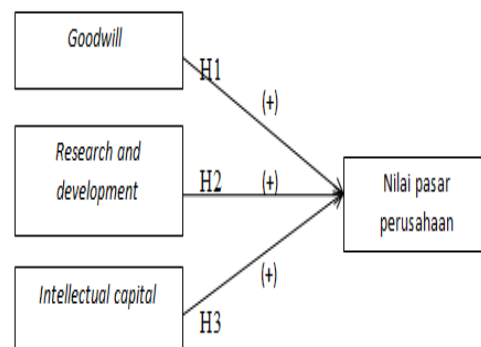 Goodwill
H1
(+)
Research and
development
H2
(+)
Nilai pasar
perusahaan
Intellectual capital
(+)
H3